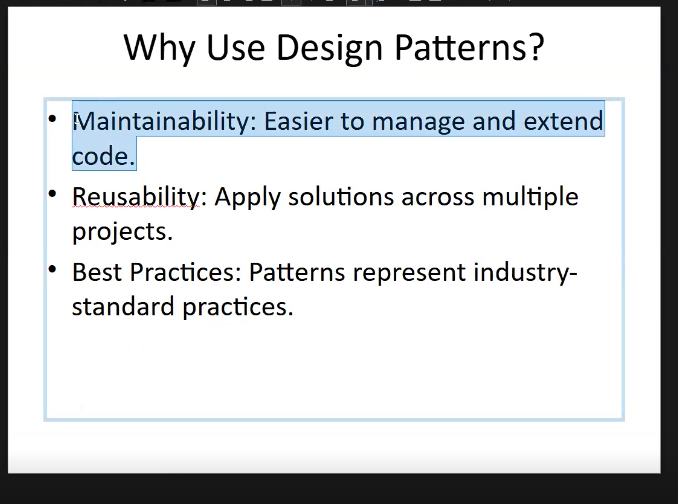 Why Use Design Patterns?
• Maintainability: Easier to manage and extend
code.
• Reusability: Apply solutions across multiple
projects.
• Best Practices: Patterns represent industry-
standard practices.